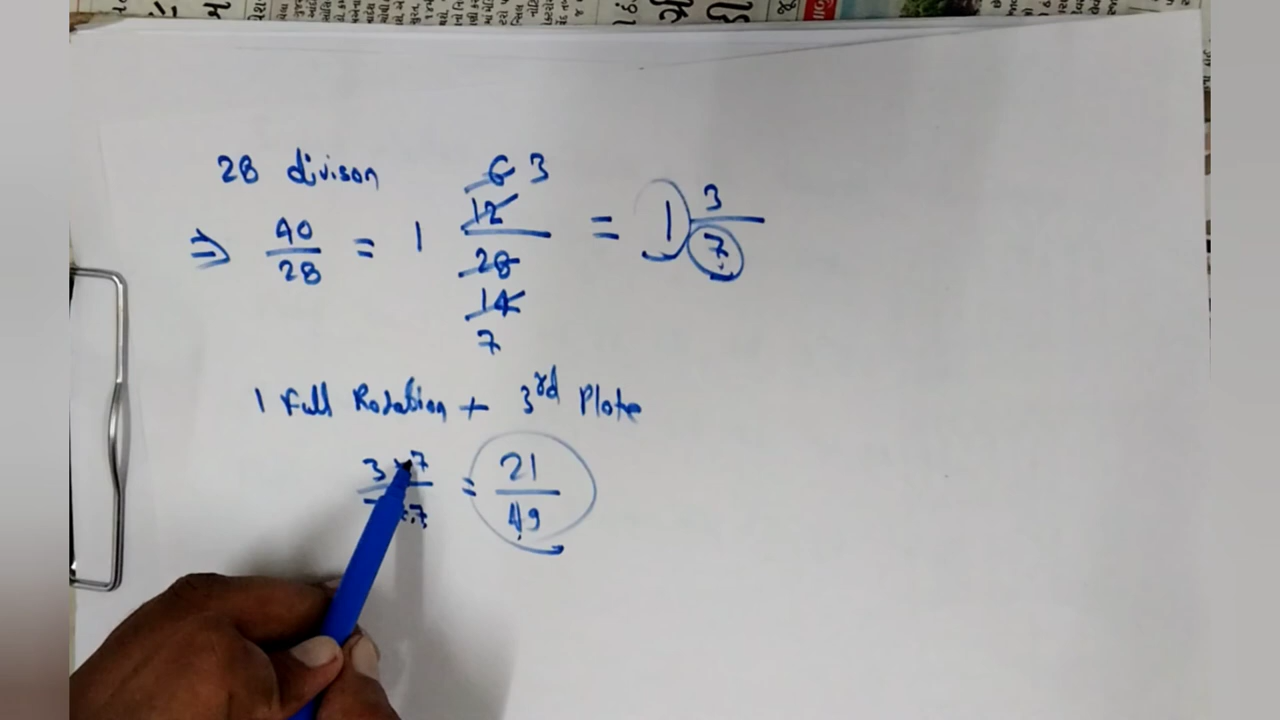 28 divison
⇒ 40/28 = 1 12/28 6 3 14 7 = 1 3/7
1 Full Rotation + 3rd Plate
3×7 = 21/49